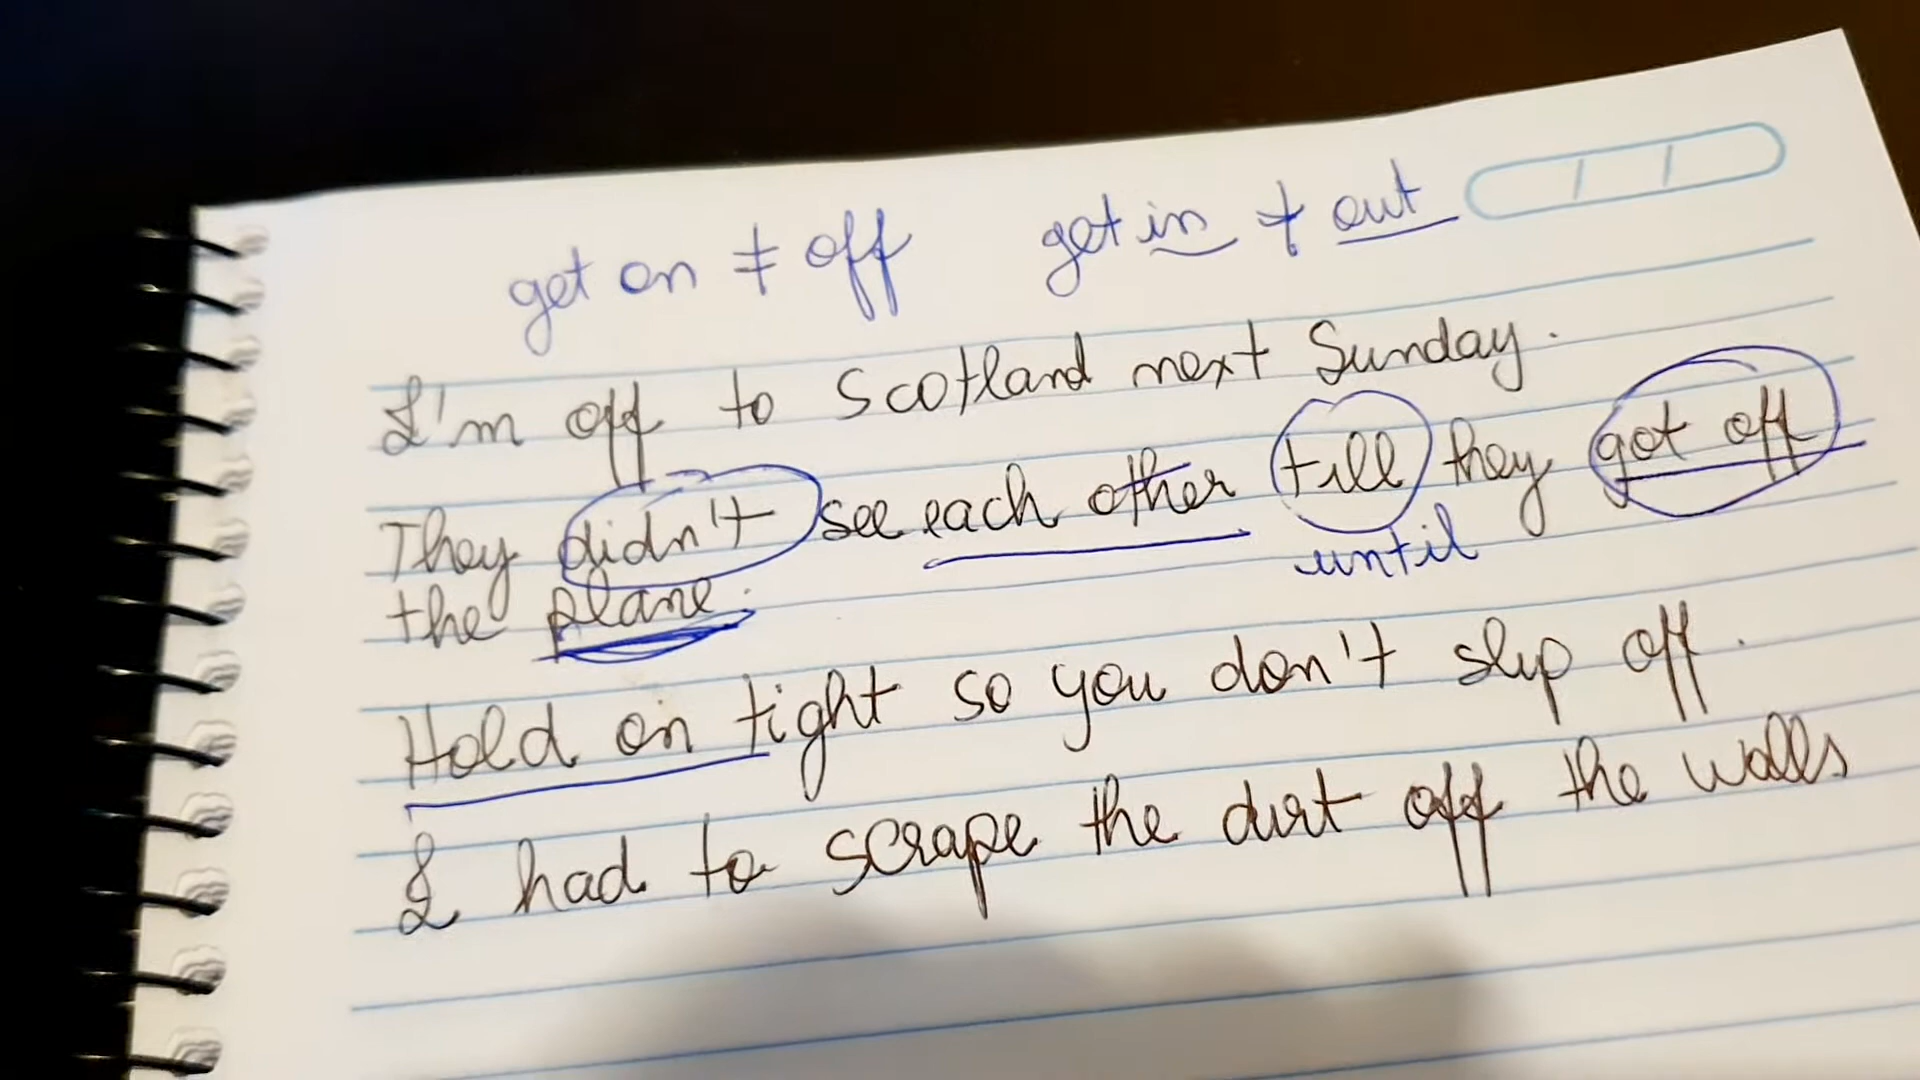 get on ≠ off get in ≠ out
I'm off to Scotland next Sunday.
They didn't see each other till they got off
until
the plane.
Hold on tight so you don't slip off.
I had to scrape the dirt off the walls